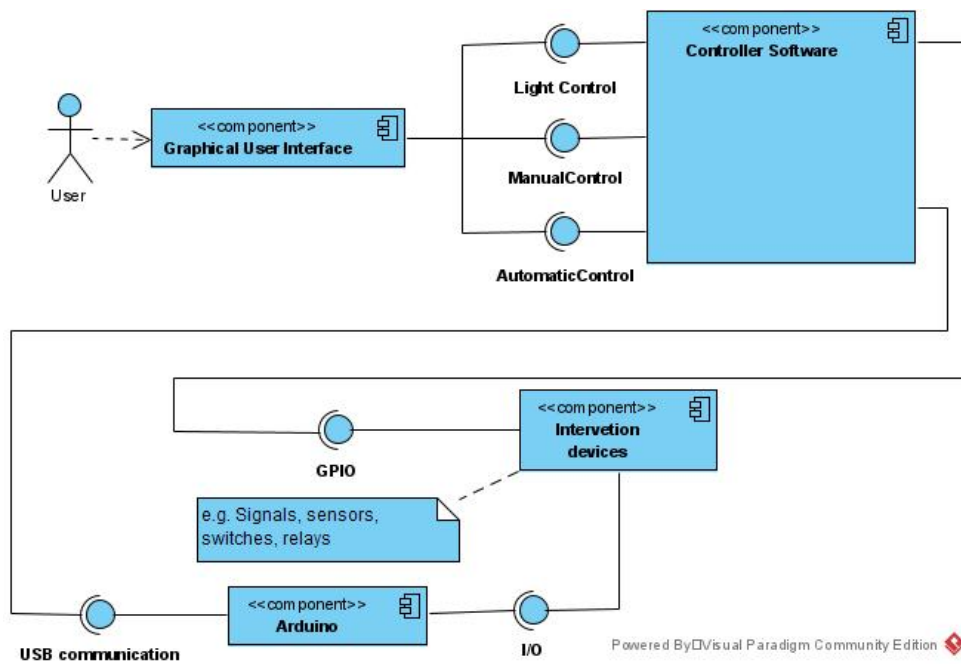 <<component>>
Controller Software
Light Control
<<component>>
Graphical User Interface
ManualControl
User
AutomaticControl
<<component>>
Intervetion
devices
GPIO
e.g. Signals, sensors,
switches, relays
<<component>>
Arduino
USB communication
I/O
Powered By□Visual Paradigm Community Edition